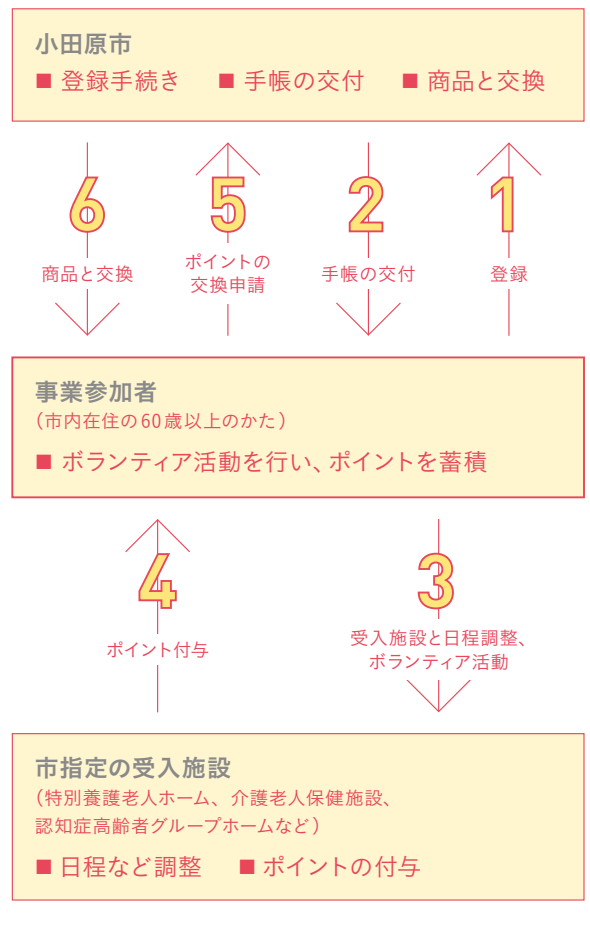 小田原市
■ 登録手続き ■ 手帳の交付 ■ 商品と交換
6
商品と交換
5
ポイントの
交換申請
2
手帳の交付
1
登録
事業参加者
（市内在住の60歳以上のかた）
■ ボランティア活動を行い、ポイントを蓄積
4
ポイント付与
3
受入施設と日程調整、
ボランティア活動
市指定の受入施設
（特別養護老人ホーム、介護老人保健施設、
認知症高齢者グループホームなど）
■ 日程など調整 ■ ポイントの付与